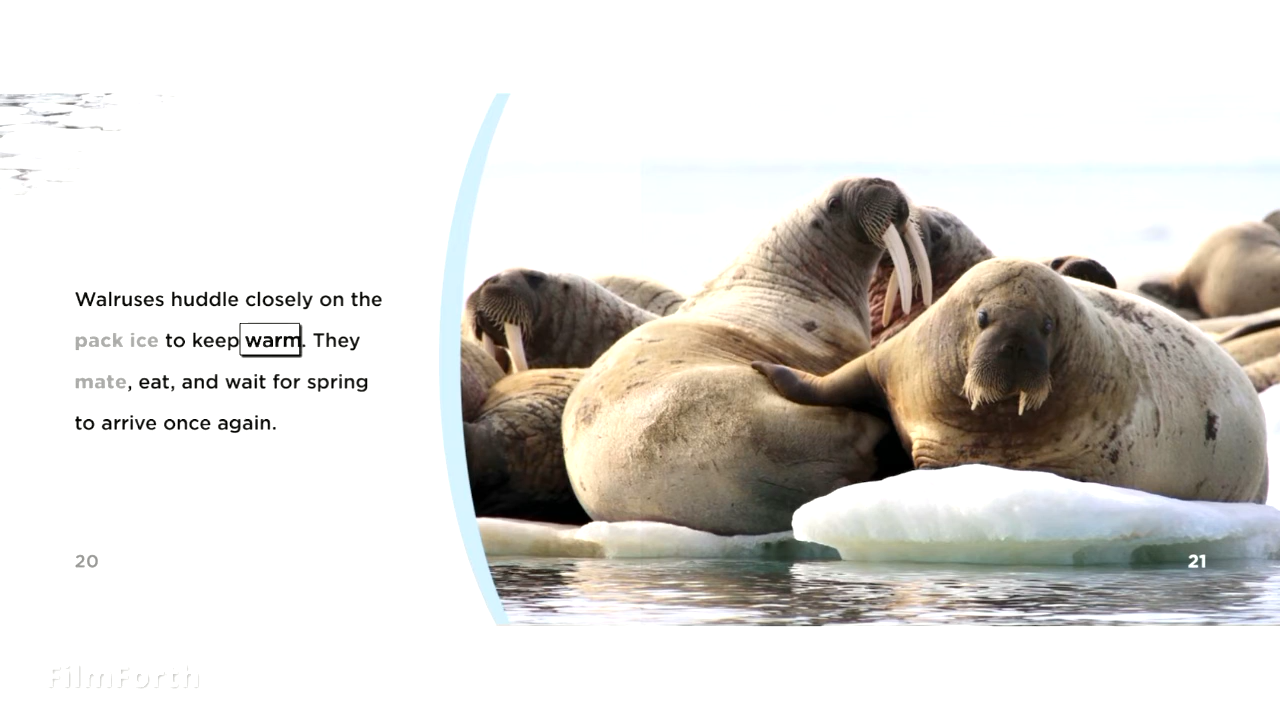 Walruses huddle closely on the
pack ice to keep warm. They
mate, eat, and wait for spring
to arrive once again.
20
21
FilmForth